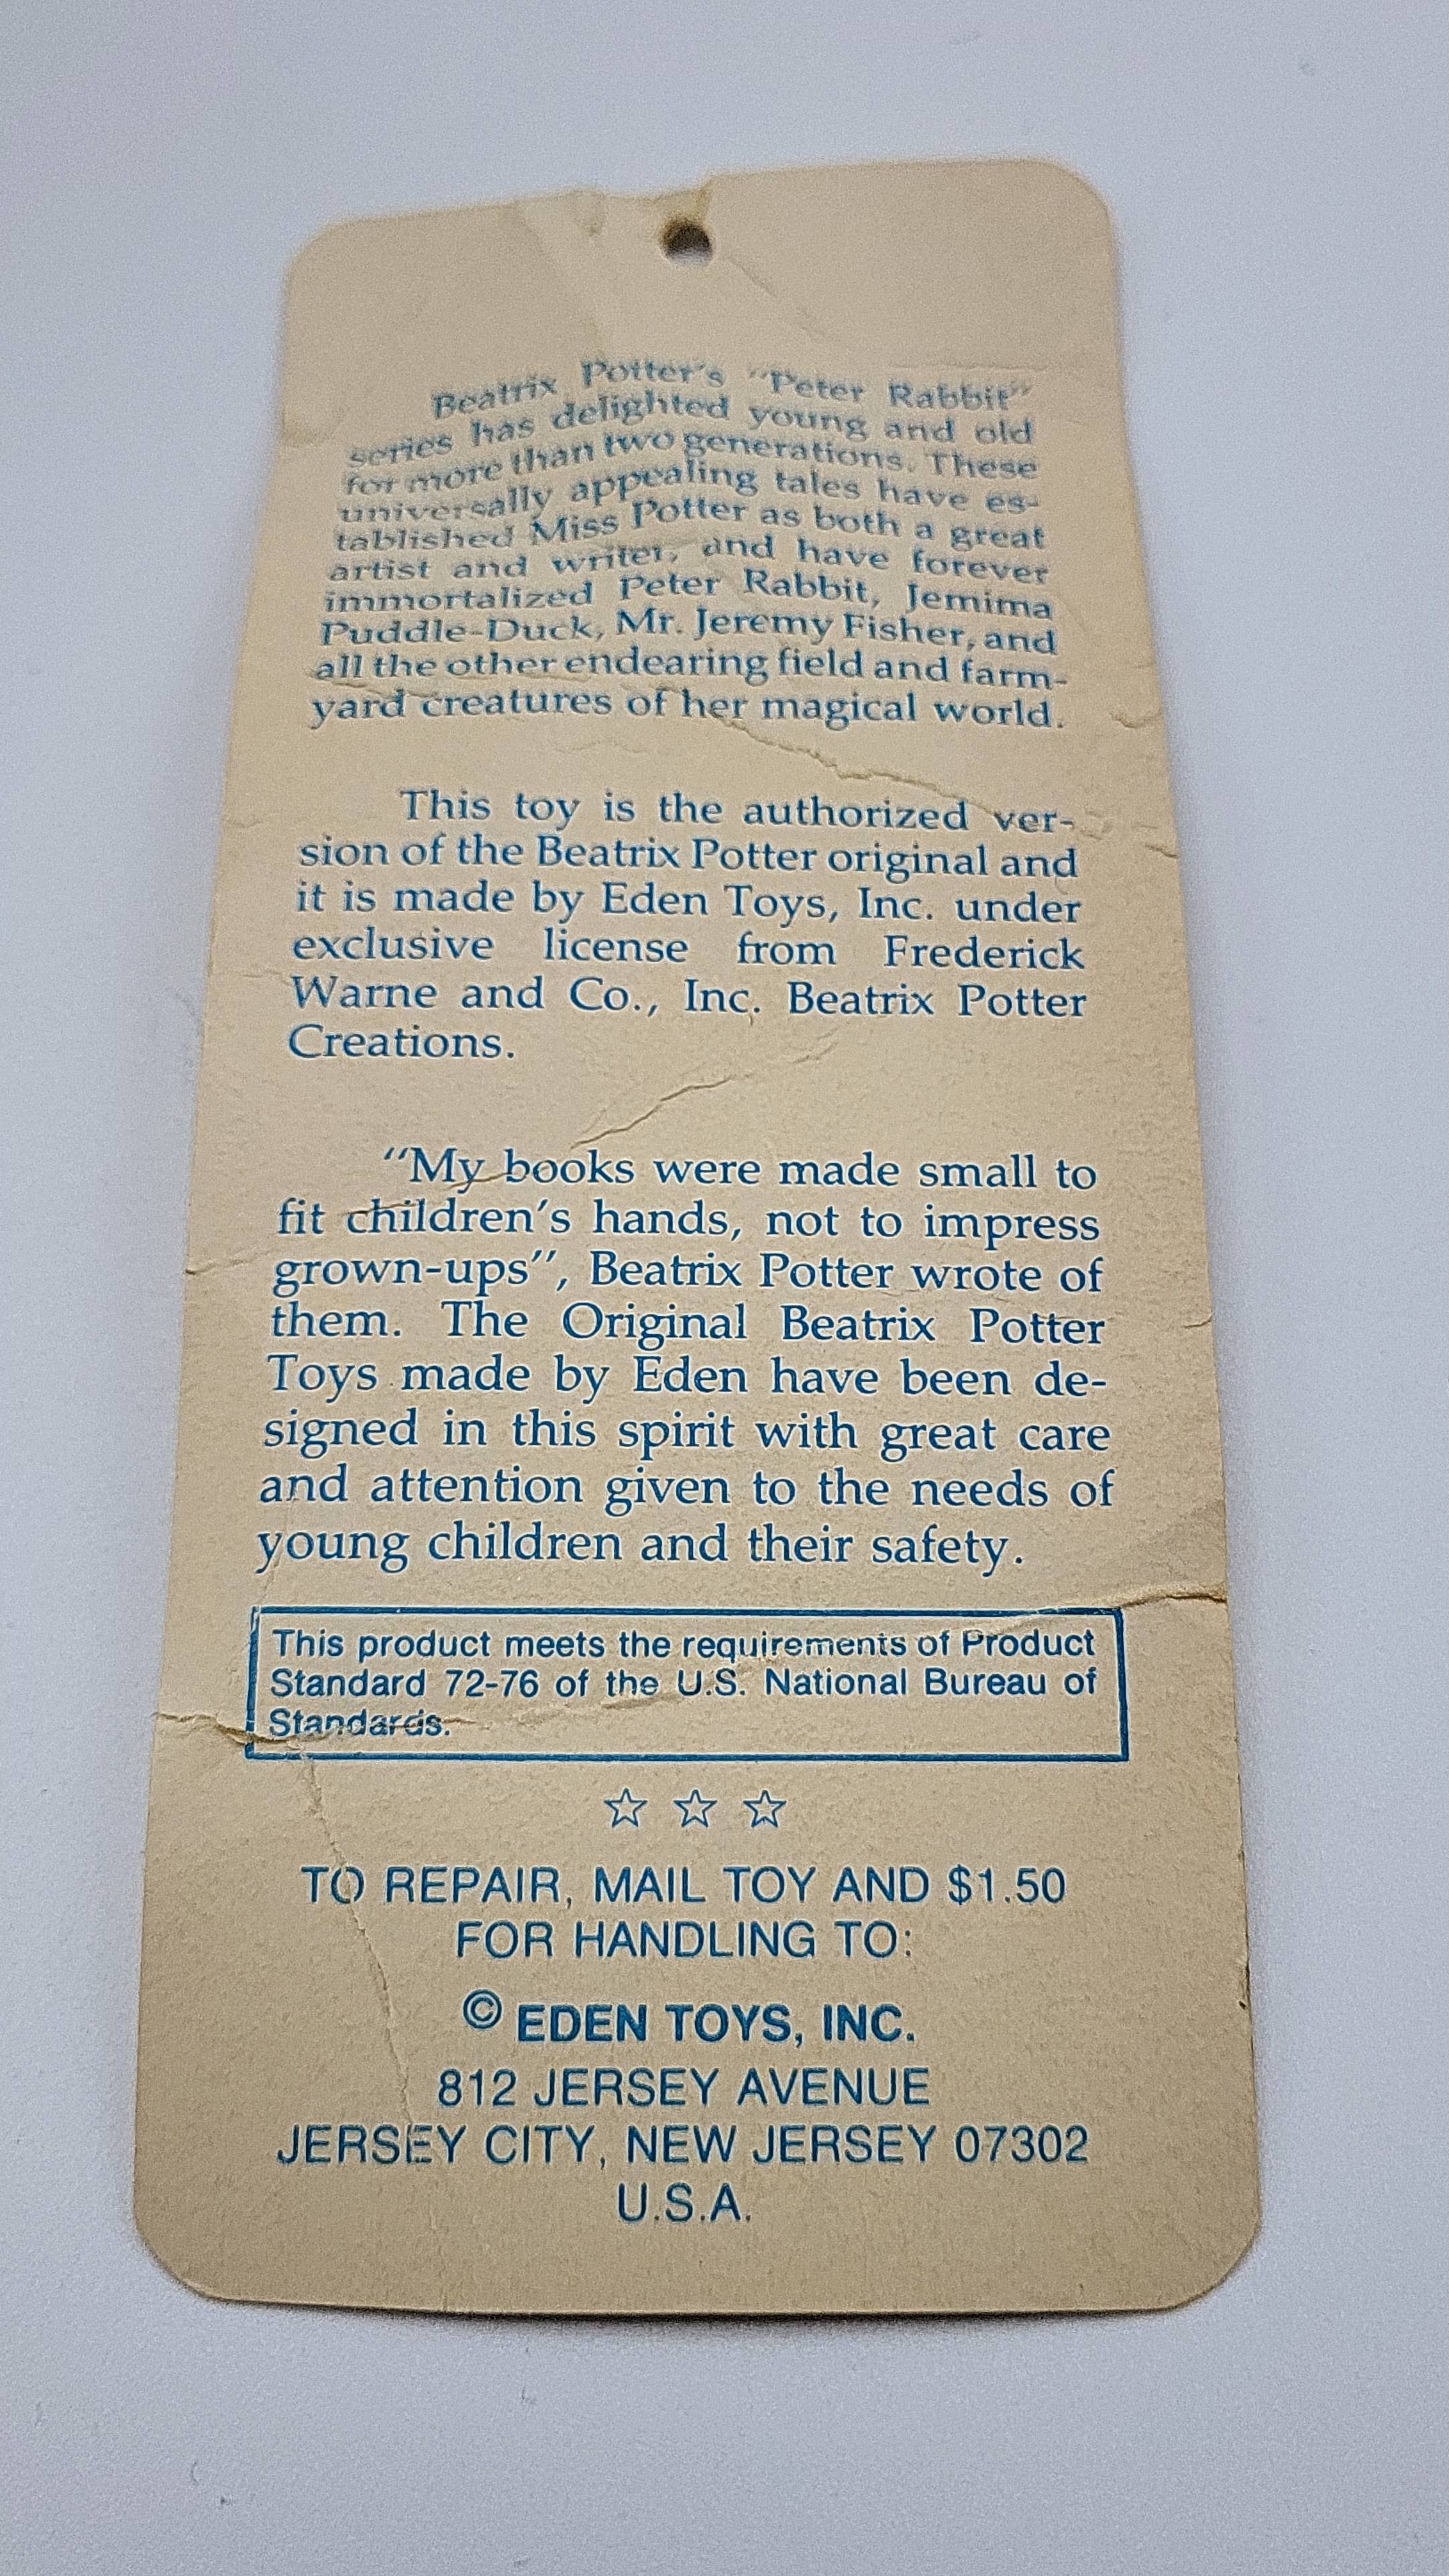 Beatrix Potter's "Peter Rabbit"
series has delighted young and old
for more than two generations. These
universally appealing tales have es-
tablished Miss Potter as both a great
artist and writer, and have forever
immortalized Peter Rabbit, Jemima
Puddle-Duck, Mr. Jeremy Fisher, and
all the other endearing field and farm-
yard creatures of her magical world.
This toy is the authorized ver-
sion of the Beatrix Potter original and
it is made by Eden Toys, Inc. under
exclusive license from Frederick
Warne and Co., Inc. Beatrix Potter
Creations.
"My books were made small to
fit children's hands, not to impress
grown-ups", Beatrix Potter wrote of
them. The Original Beatrix Potter
Toys made by Eden have been de-
signed in this spirit with great care
and attention given to the needs of
young children and their safety.
This product meets the requirements of Product
Standard 72-76 of the U.S. National Bureau of
Standards.
☆ ☆ ☆
TO REPAIR, MAIL TOY AND $1.50
FOR HANDLING TO:
© EDEN TOYS, INC.
812 JERSEY AVENUE
JERSEY CITY, NEW JERSEY 07302
U.S.A.